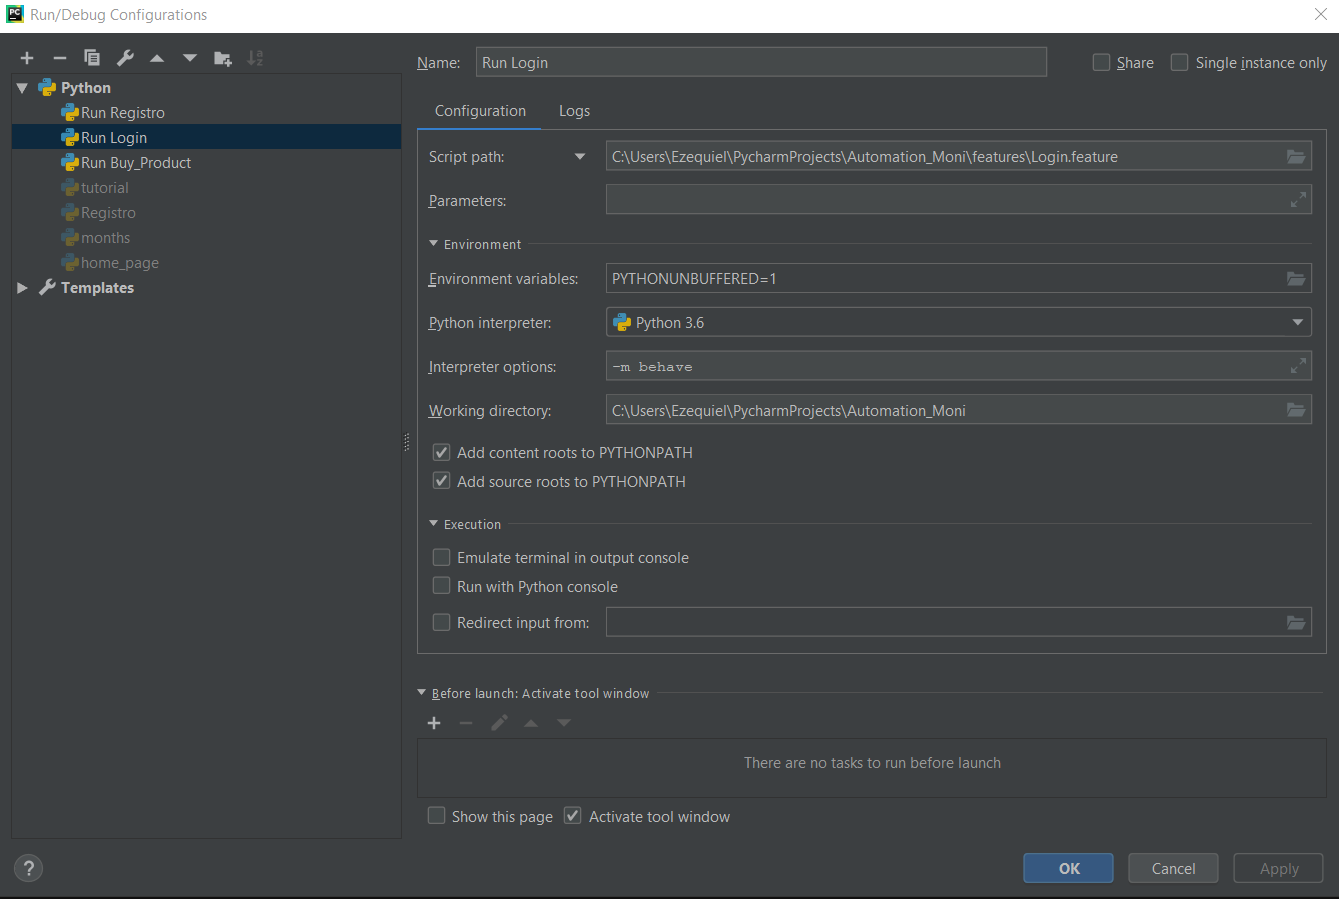 PC Run/Debug Configurations
Python
Run Registro
Run Login
Run Buy_Product
tutorial
Registro
months
home_page
Templates
Name: Run Login Share Single instance only
Configuration Logs
Script path: C:\Users\Ezequiel\PycharmProjects\Automation_Moni\features\Login.feature
Parameters:
Environment
Environment variables: PYTHONUNBUFFERED=1
Python interpreter: Python 3.6
Interpreter options: -m behave
Working directory: C:\Users\Ezequiel\PycharmProjects\Automation_Moni
Add content roots to PYTHONPATH
Add source roots to PYTHONPATH
Execution
Emulate terminal in output console
Run with Python console
Redirect input from:
Before launch: Activate tool window
There are no tasks to run before launch
Show this page Activate tool window
? OK Cancel Apply